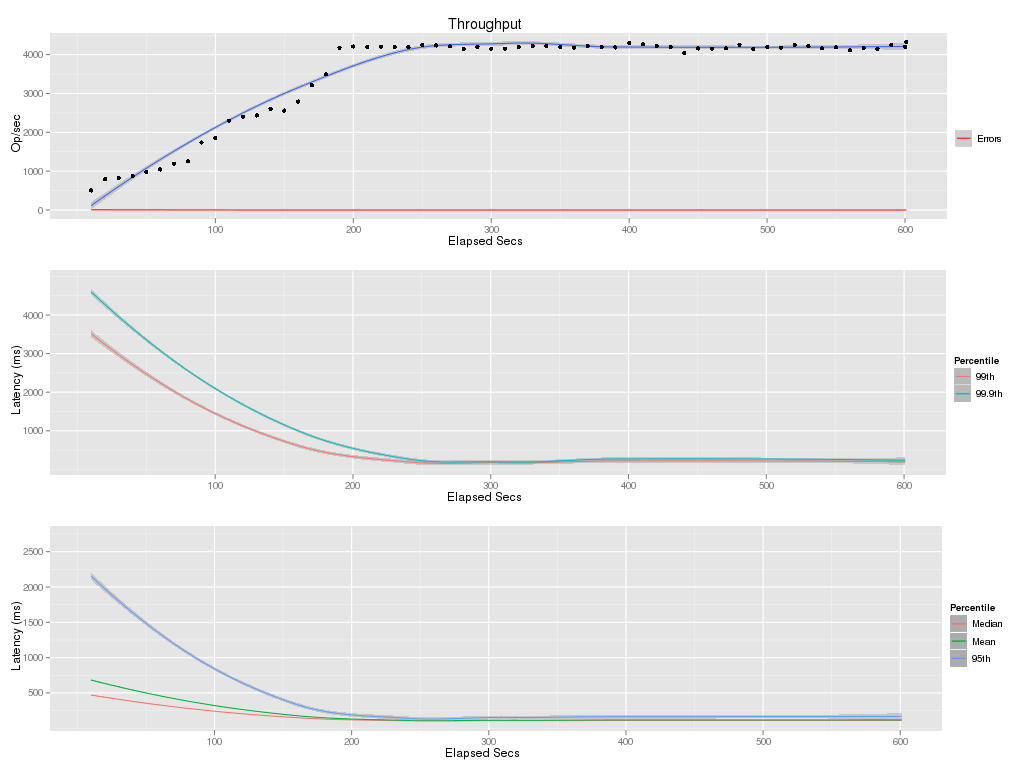 Throughput
4000
3000
2000
1000
0
Op/sec
100 200 300 400 500 600
Elapsed Secs
Errors
4000
3000
2000
1000
Latency (ms)
100 200 300 400 500 600
Elapsed Secs
Percentile
99th
99.9th
2500
2000
1500
1000
500
Latency (ms)
100 200 300 400 500 600
Elapsed Secs
Percentile
Median
Mean
95th